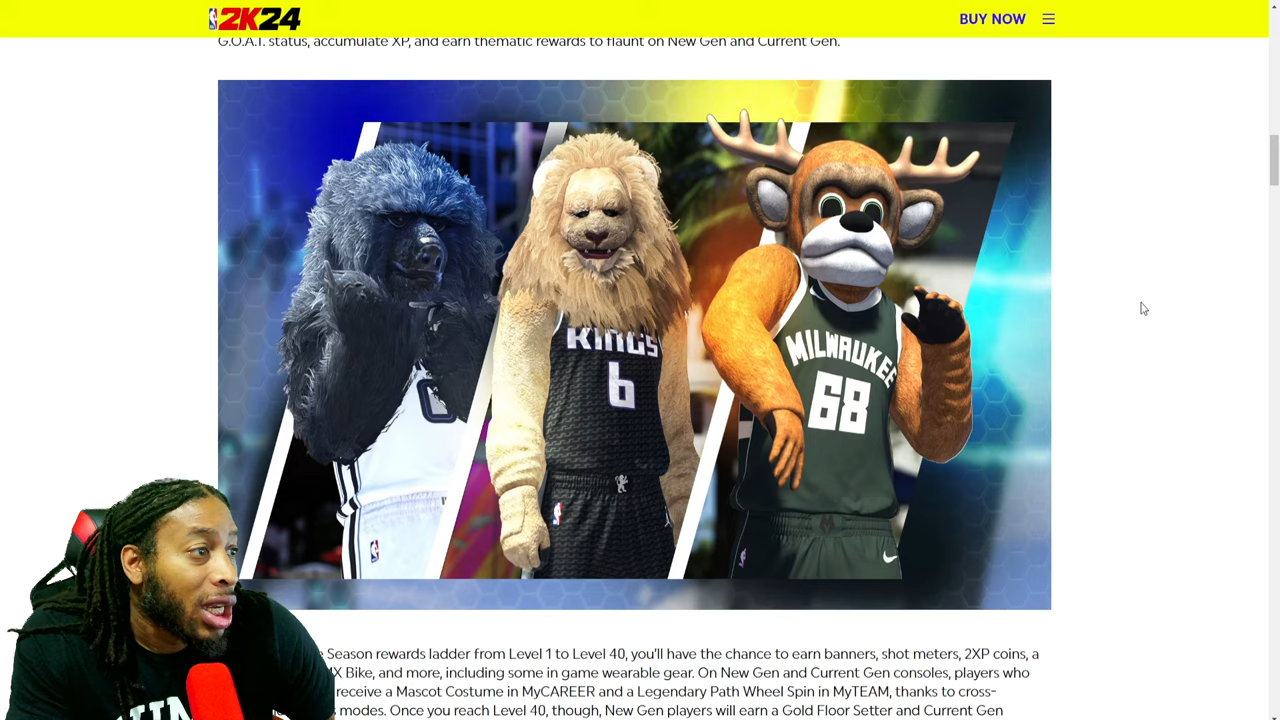 2K24
BUY NOW
G.O.A.T. status, accumulate XP, and earn thematic rewards to flaunt on New Gen and Current Gen.
KINGS
6
MILWAUKEE
68
Season rewards ladder from Level 1 to Level 40, you'll have the chance to earn banners, shot meters, 2XP coins, a
Bike, and more, including some in game wearable gear. On New Gen and Current Gen consoles, players who
receive a Mascot Costume in MyCAREER and a Legendary Path Wheel Spin in MyTEAM, thanks to cross-
modes. Once you reach Level 40, though, New Gen players will earn a Gold Floor Setter and Current Gen